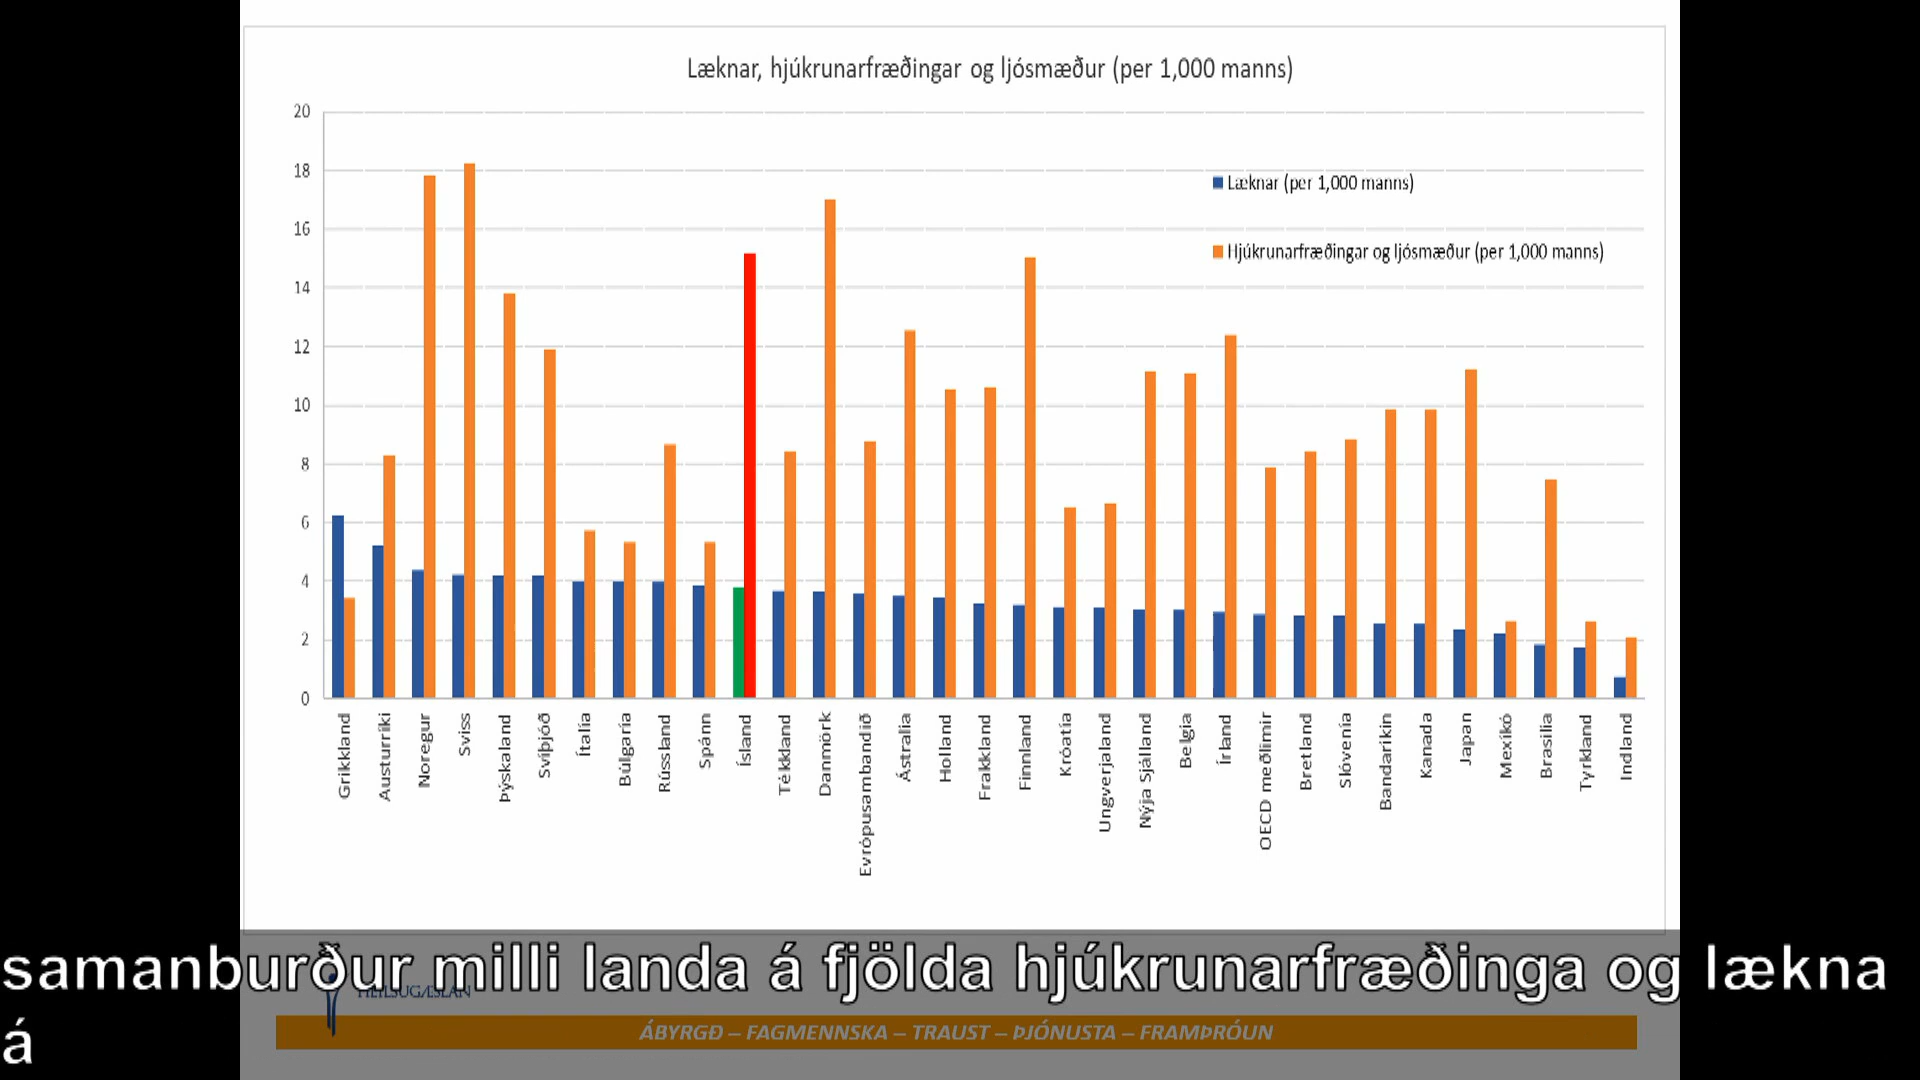 Læknar, hjúkrunarfræðingar og ljósmæður (per 1,000 manns)
20
18
16
14
12
10
8
6
4
2
0
Læknar (per 1,000 manns)
Hjúkrunarfræðingar og ljósmæður (per 1,000 manns)
Grikkland
Austurríki
Noregur
Sviss
Þýskaland
Svíþjóð
Ítalía
Búlgaría
Rússland
Spánn
Ísland
Tékkland
Danmörk
Evrópusambandið
Ástralia
Holland
Frakkland
Finnland
Króatía
Ungverjaland
Nýja Sjáland
Belgía
Írland
OECD meðlimir
Bretland
Slóvenía
Bandaríkin
Kanada
Japan
Mexíkó
Brasilía
Tyrkland
Indland
samanburður milli landa á fjölda hjúkrunarfræðinga og lækna
á
HEILSUGÆSLAN
ÁBYRGÐ – FAGMENNSKA – TRAUST – ÞJÓNUSTA – FRAMÞRÓUN